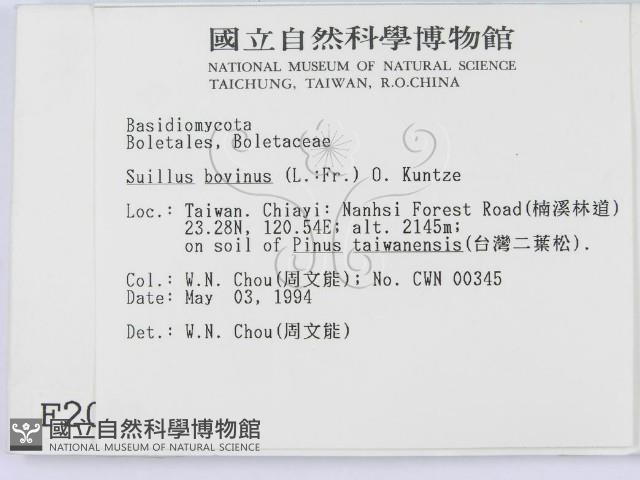 國立自然科學博物館
NATIONAL MUSEUM OF NATURAL SCIENCE
TAICHUNG, TAIWAN, R.O.CHINA
Basidiomycota
Boletales, Boletaceae
Suillus bovinus (L.:Fr.) O. Kuntze
Loc.: Taiwan. Chiayi: Nanhsi Forest Road(楠溪林道)
23.28N, 120.54E; alt. 2145m;
on soil of Pinus taiwanensis(台灣二葉松).
Col.: W.N. Chou(周文能); No. CWN 00345
Date: May 03, 1994
Det.: W.N. Chou(周文能)
F20
國立自然科學博物館
NATIONAL MUSEUM OF NATURAL SCIENCE